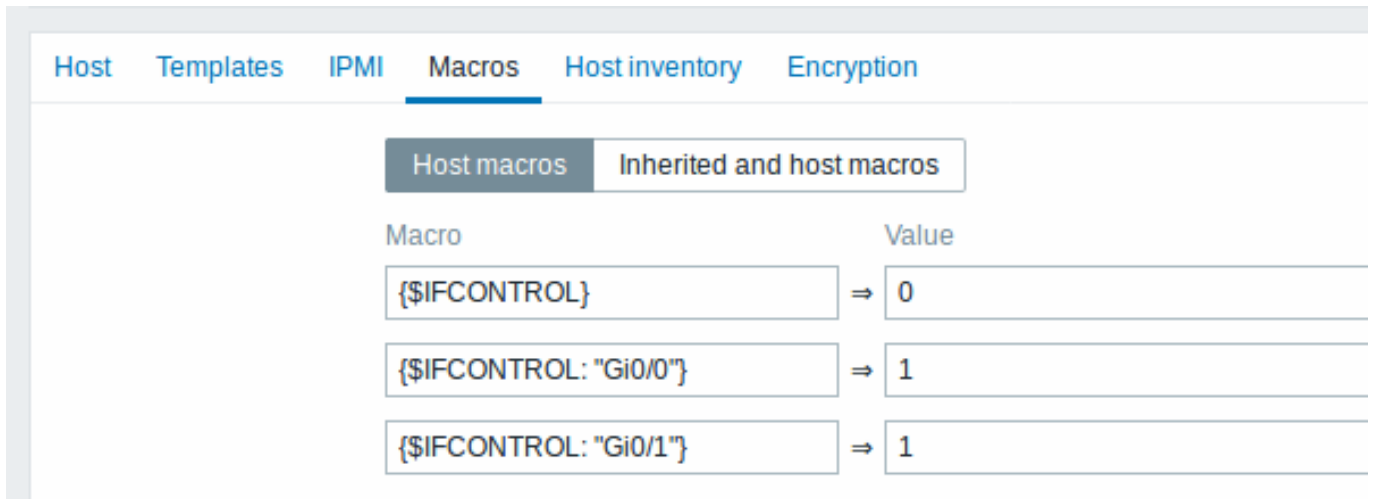 Host Templates IPMI Macros Host inventory Encryption
Host macros Inherited and host macros
Macro Value
{$IFCONTROL} ⇒ 0
{$IFCONTROL: "Gi0/0"} ⇒ 1
{$IFCONTROL: "Gi0/1"} ⇒ 1